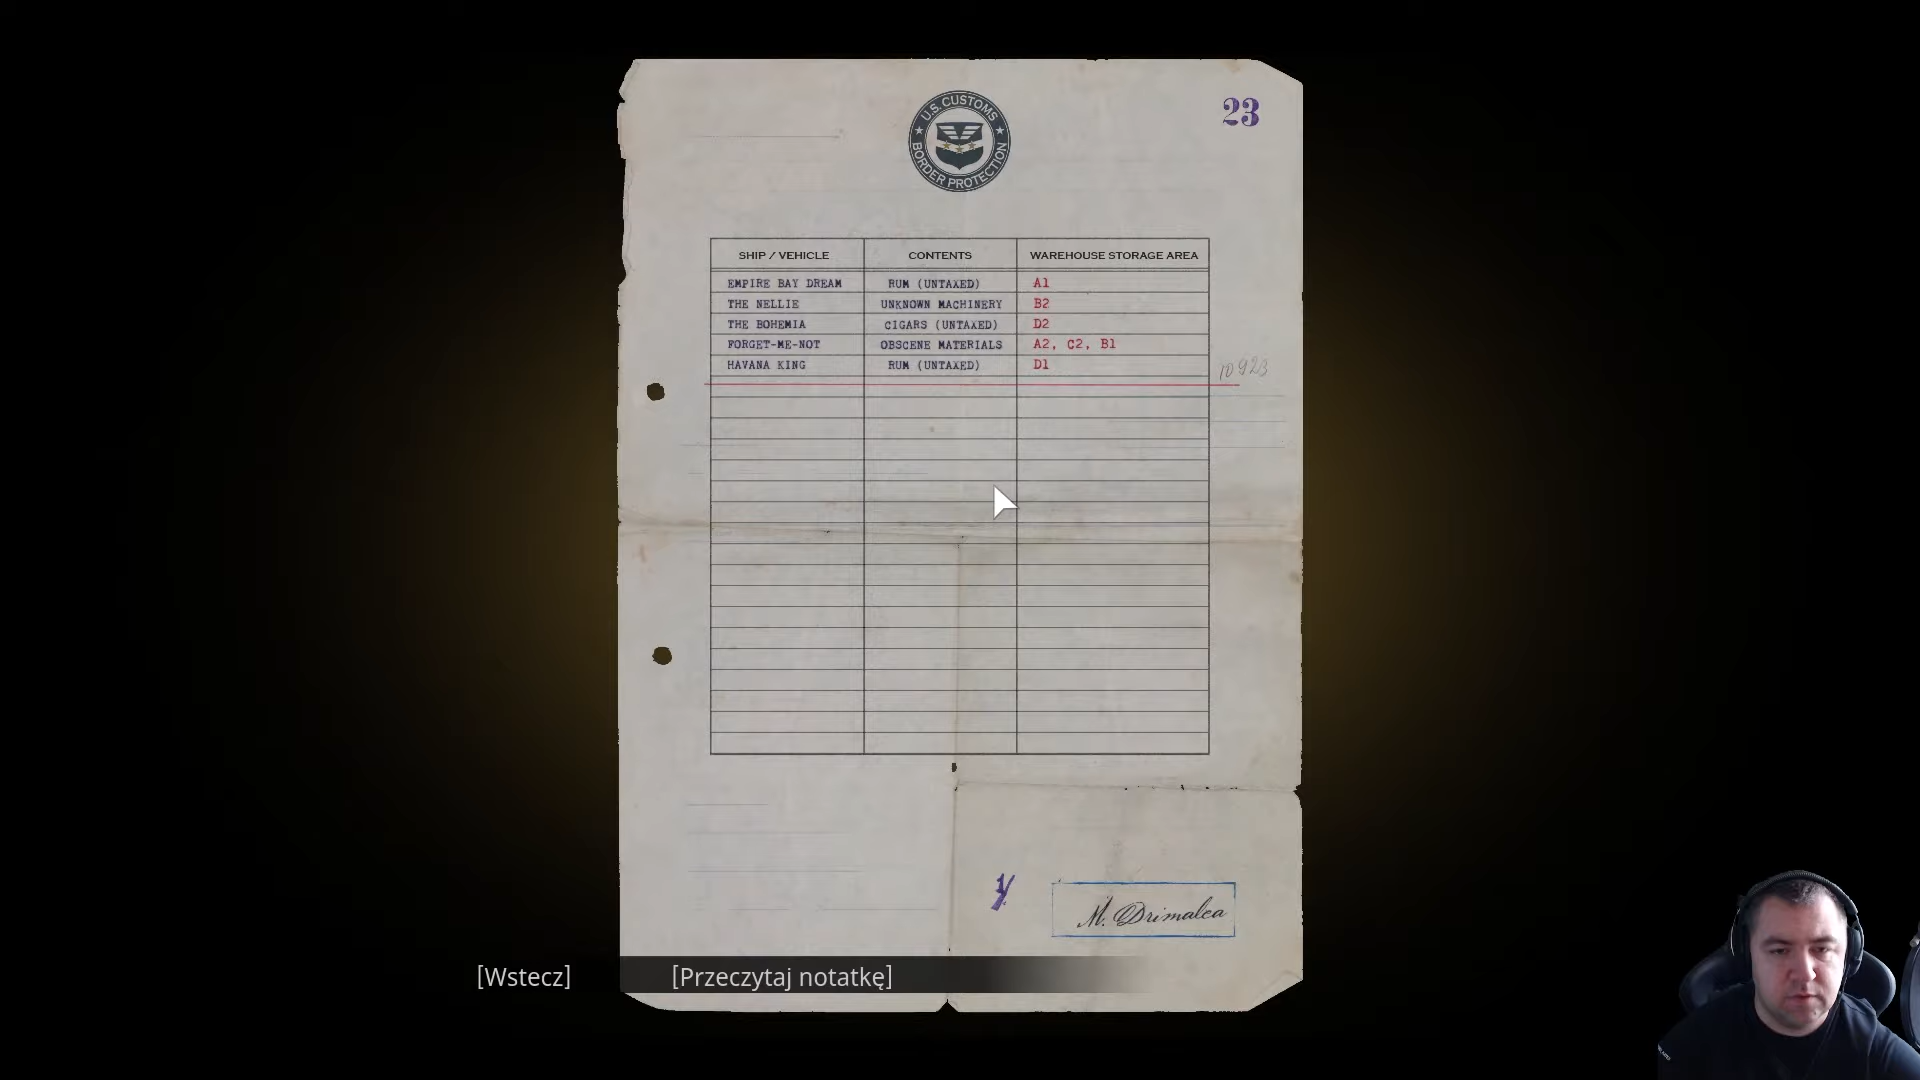 U.S. CUSTOMS
BORDER PROTECTION
23
SHIP / VEHICLE CONTENTS WAREHOUSE STORAGE AREA
EMPIRE BAY DREAM RUM (UNTAXED) A1
THE NELLIE UNKNOWN MACHINERY B2
THE BOHEMIA CIGARS (UNTAXED) D2
FORGET-ME-NOT OBSCENE MATERIALS A2, C2, B1
HAVANA KING RUM (UNTAXED) D1
10923
M. Drimalca
[Wstecz] [Przeczytaj notatkę]